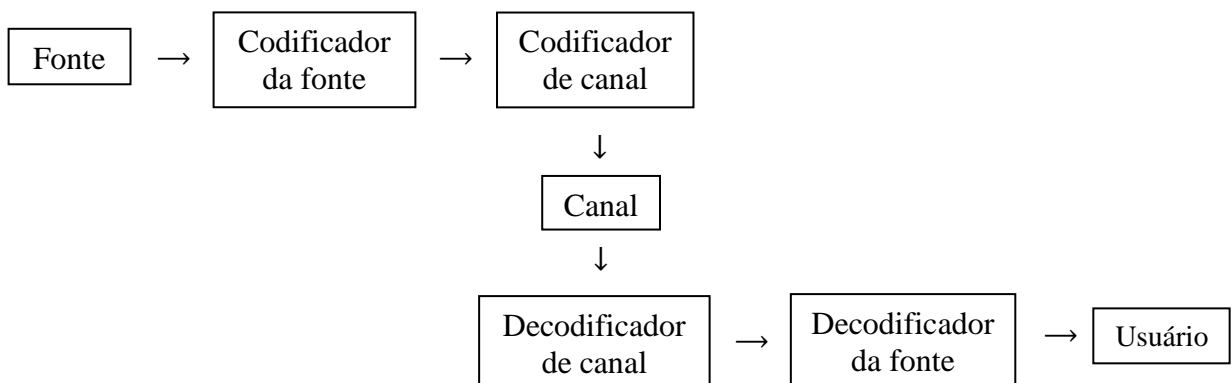 Fonte → Codificador
da fonte → Codificador
de canal
↓
Canal
↓
Decodificador
de canal → Decodificador
da fonte → Usuário